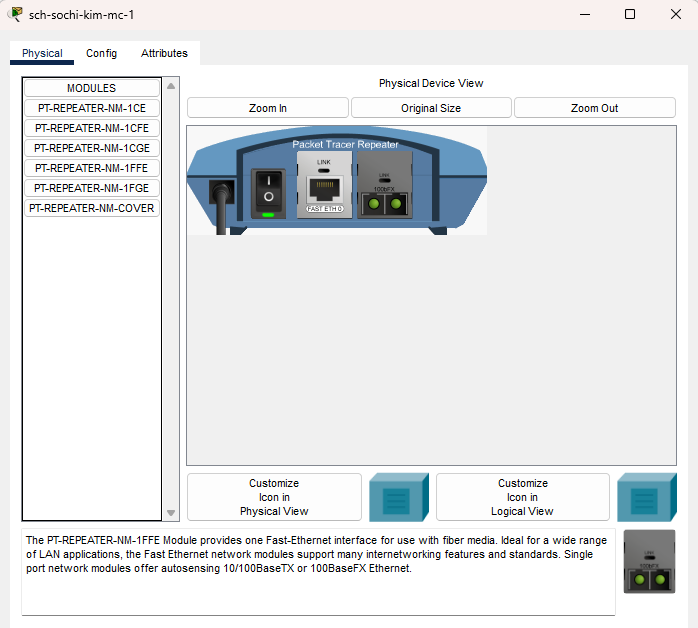 sch-sochi-kim-mc-1
Physical Config Attributes
MODULES
PT-REPEATER-NM-1CE
PT-REPEATER-NM-1CFE
PT-REPEATER-NM-1CGE
PT-REPEATER-NM-1FFE
PT-REPEATER-NM-1FGE
PT-REPEATER-NM-COVER
Physical Device View
Zoom In Original Size Zoom Out
Packet Tracer Repeater
LINK
LINK
100bFX
FAST ETH 0
Customize
Icon in
Physical View
Customize
Icon in
Logical View
The PT-REPEATER-NM-1FFE Module provides one Fast-Ethernet interface for use with fiber media. Ideal for a wide range
of LAN applications, the Fast Ethernet network modules support many internetworking features and standards. Single
port network modules offer autosensing 10/100BaseTX or 100BaseFX Ethernet.
LINK
100bFX